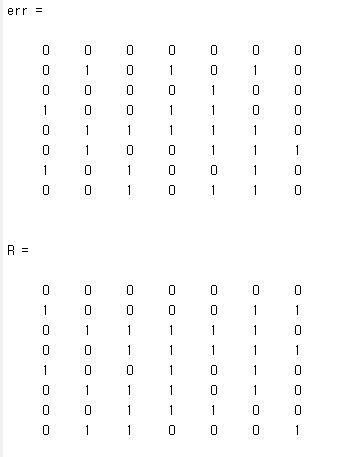 err =
0 0 0 0 0 0 0
0 1 0 1 0 1 0
0 0 0 0 1 0 0
1 0 0 1 1 0 0
0 1 1 1 1 1 0
0 1 0 0 1 1 1
1 0 1 0 0 1 0
0 0 1 0 1 1 0
R =
0 0 0 0 0 0 0
1 0 0 0 0 1 1
0 1 1 1 1 1 0
0 0 1 1 1 1 1
1 0 0 1 0 1 0
0 1 1 1 0 1 0
0 0 1 1 1 0 0
0 1 1 0 0 0 1